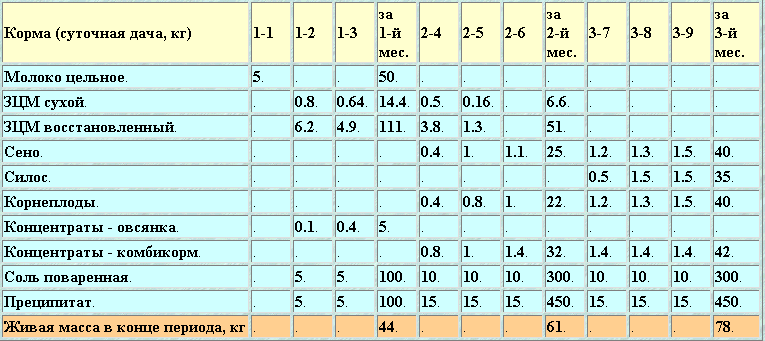 Корма (суточная дача, кг) 1-1 1-2 1-3 за 1-й мес. 2-4 2-5 2-6 за 2-й мес. 3-7 3-8 3-9 за 3-й мес.
Молоко цельное. 5. . . 50. . . . . . . . .
ЗЦМ сухой. . 0.8. 0.64. 14.4. 0.5. 0.16. . 6.6. . . . .
ЗЦМ восстановленный. . 6.2. 4.9. 111. 3.8. 1.3. . 51. . . . .
Сено. . . . . 0.4. 1. 1.1. 25. 1.2. 1.3. 1.5. 40.
Силос. . . . . . . . . 0.5. 1.5. 1.5. 35.
Корнеплоды. . . . . 0.4. 0.8. 1. 22. 1.2. 1.3. 1.5. 40.
Концентраты - овсянка. . 0.1. 0.4. 5. . . . . . . . .
Концентраты - комбикорм. . . . . 0.8. 1. 1.4. 32. 1.4. 1.4. 1.4. 42.
Соль поваренная. . 5. 5. 100. 10. 10. 10. 300. 10. 10. 10. 300.
Преципитат. . 5. 5. 100. 15. 15. 15. 450. 15. 15. 15. 450.
Живая масса в конце периода, кг . . . 44. . . . 61. . . . 78.